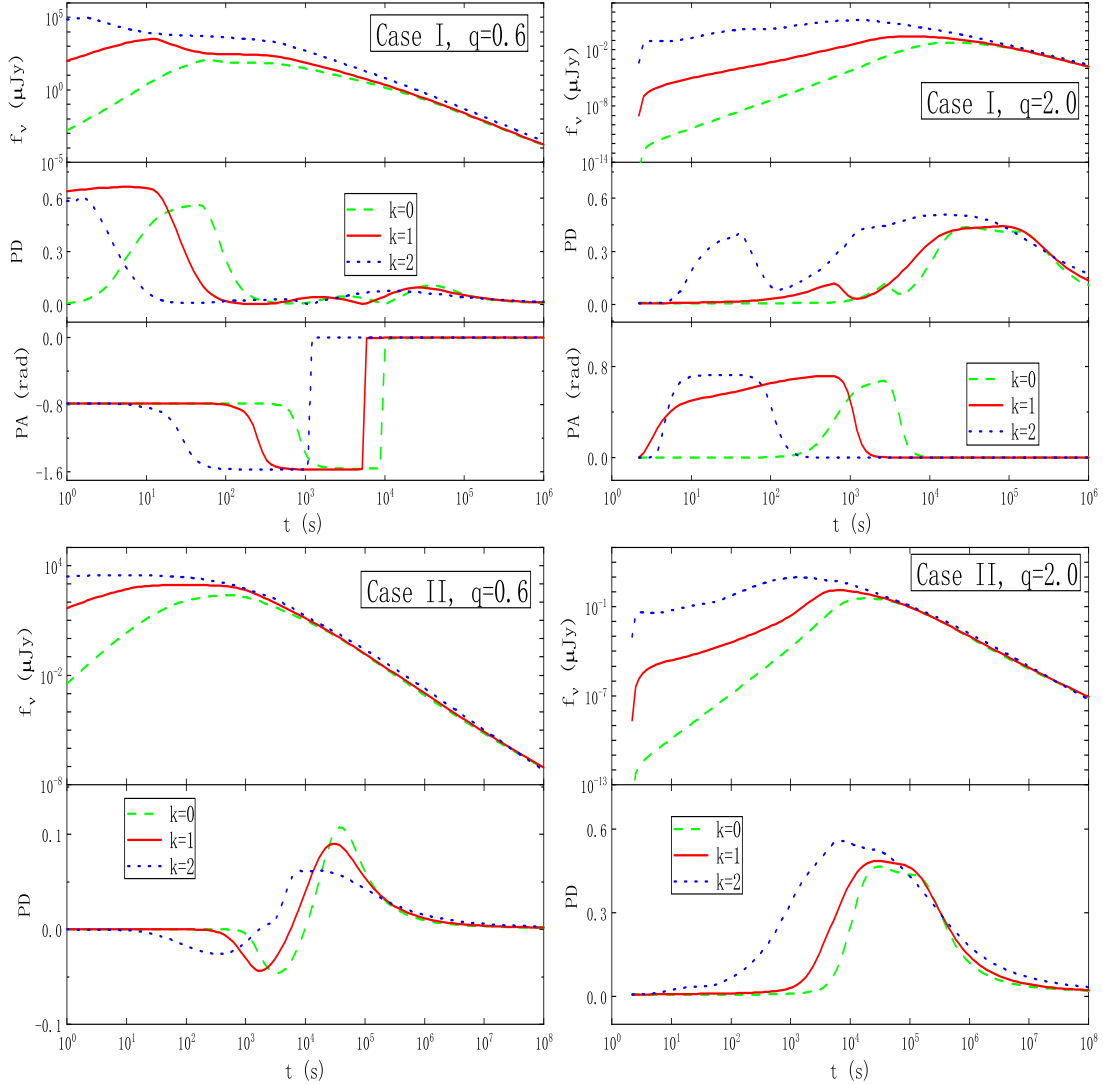 Case I, q=0.6
f_ν (μJy)
10^5
10^0
10^-5
PD
0.6
0.3
0.0
k=0
k=1
k=2
PA (rad)
0.0
-0.8
-1.6
10^0 10^1 10^2 10^3 10^4 10^5 10^6
t (s)
Case I, q=2.0
f_ν (μJy)
10^-2
10^-8
10^-14
PD
0.6
0.3
0.0
PA (rad)
0.8
0.0
k=0
k=1
k=2
10^0 10^1 10^2 10^3 10^4 10^5 10^6
t (s)
Case II, q=0.6
f_ν (μJy)
10^4
10^-2
10^-8
PD
0.1
0.0
-0.1
k=0
k=1
k=2
10^0 10^1 10^2 10^3 10^4 10^5 10^6 10^7 10^8
t (s)
Case II, q=2.0
f_ν (μJy)
10^-1
10^-7
10^-13
PD
0.6
0.3
0.0
k=0
k=1
k=2
10^0 10^1 10^2 10^3 10^4 10^5 10^6 10^7 10^8
t (s)